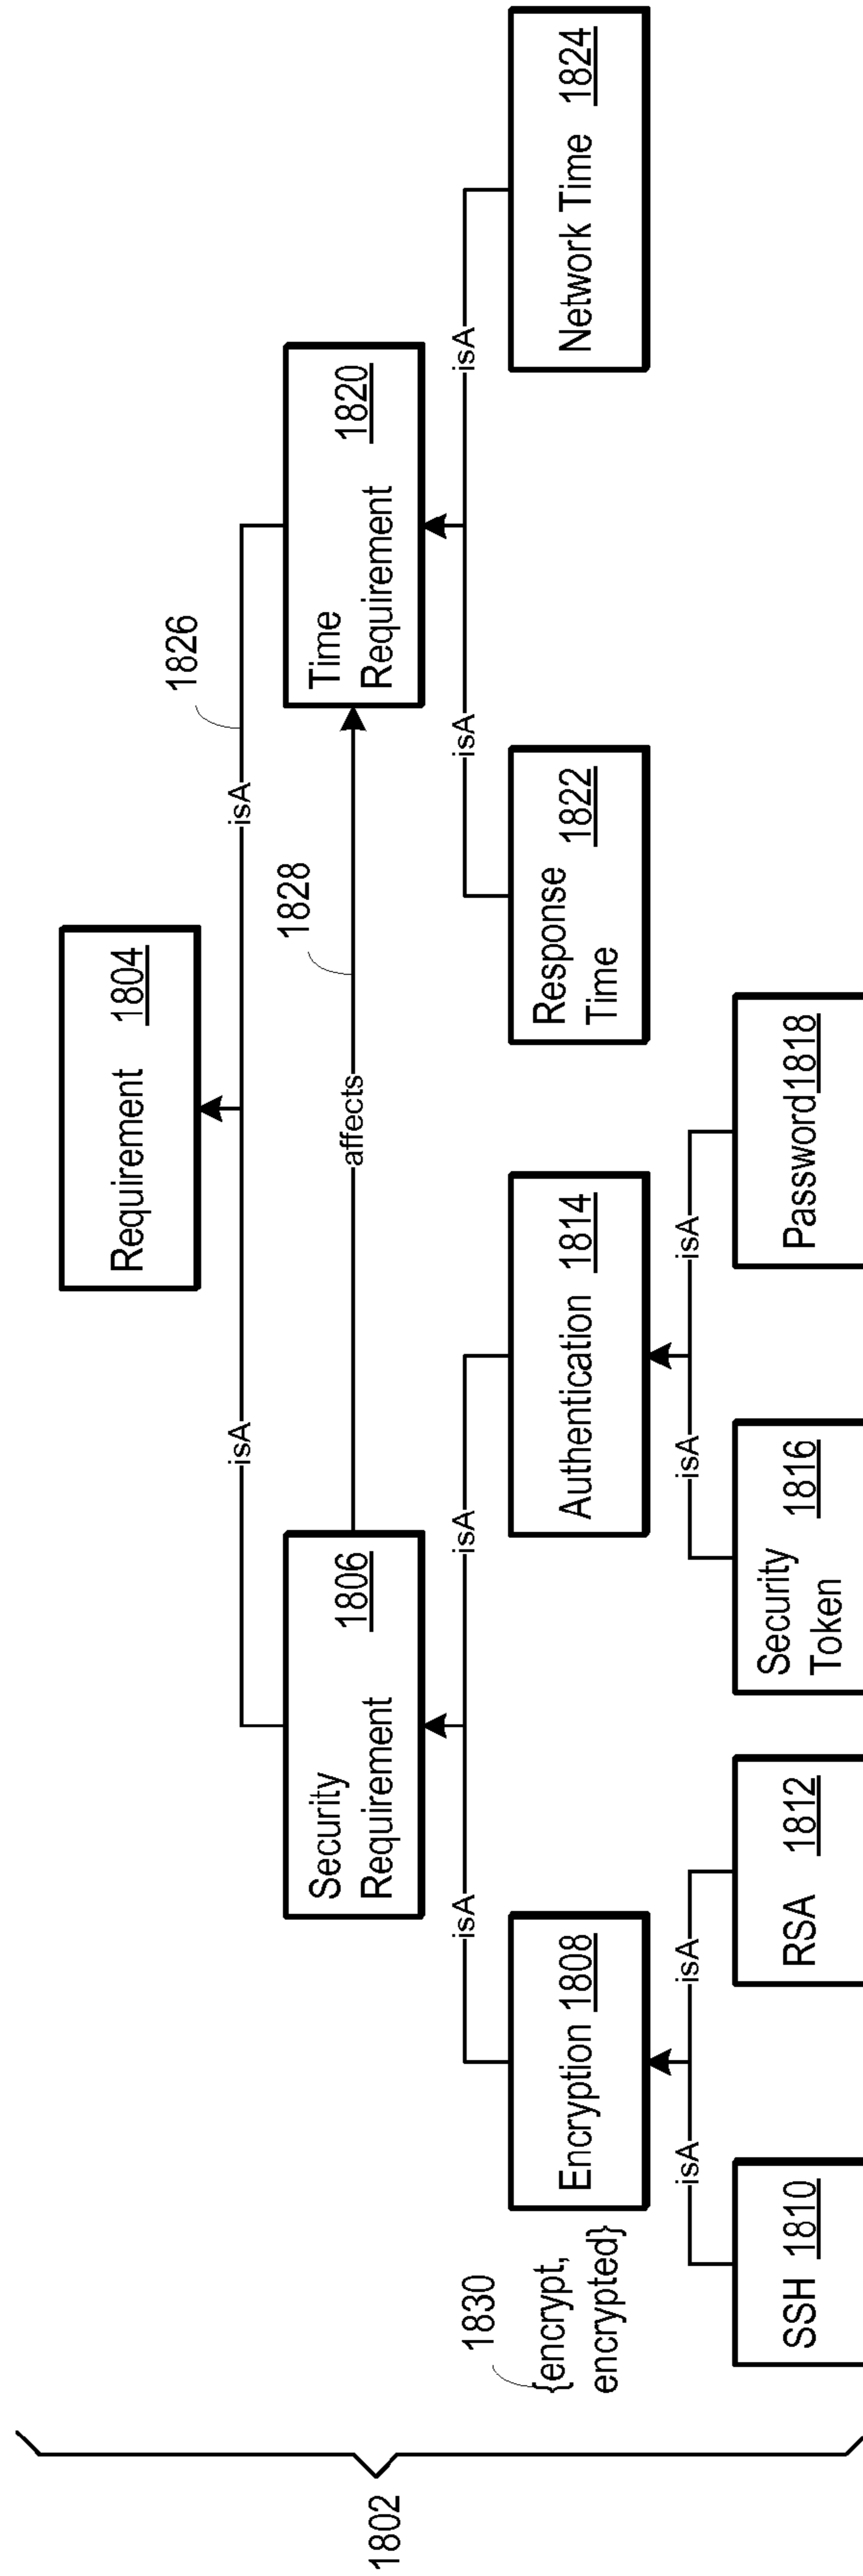 1802
Requirement 1804
isA
isA
1826
Security
Requirement
1806
affects
1828
Time
Requirement
1820
1830
{encrypt,
encrypted}
isA
isA
isA
isA
Encryption 1808
Authentication 1814
Response
Time
1822
Network Time 1824
isA
isA
isA
isA
SSH 1810
RSA 1812
Security
Token
1816
Password1818